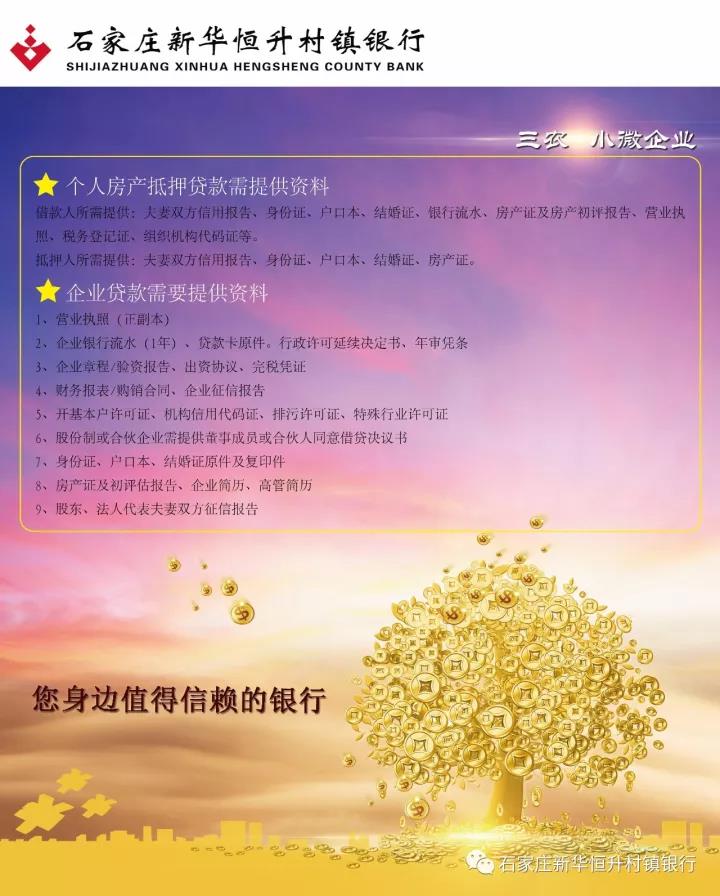 石家庄新华恒升村镇银行
SHIJIAZHUANG XINHUA HENGSHENG COUNTY BANK
三农 小微企业
个人房产抵押贷款需提供资料
借款人所需提供：夫妻双方信用报告、身份证、户口本、结婚证、银行流水、房产证及房产初评报告、营业执
照、税务登记证、组织机构代码证等。
抵押人所需提供：夫妻双方信用报告、身份证、户口本、结婚证、房产证。
企业贷款需要提供资料
1、营业执照（正副本）
2、企业银行流水（1年）、贷款卡原件。行政许可延续决定书、年审凭条
3、企业章程/验资报告、出资协议、完税凭证
4、财务报表/购销合同、企业征信报告
5、开基本户许可证、机构信用代码证、排污许可证、特殊行业许可证
6、股份制或合伙企业需提供董事成员或合伙人同意借贷决议书
7、身份证、户口本、结婚证原件及复印件
8、房产证及初评估报告、企业简历、高管简历
9、股东、法人代表夫妻双方征信报告
您身边值得信赖的银行
石家庄新华恒升村镇银行